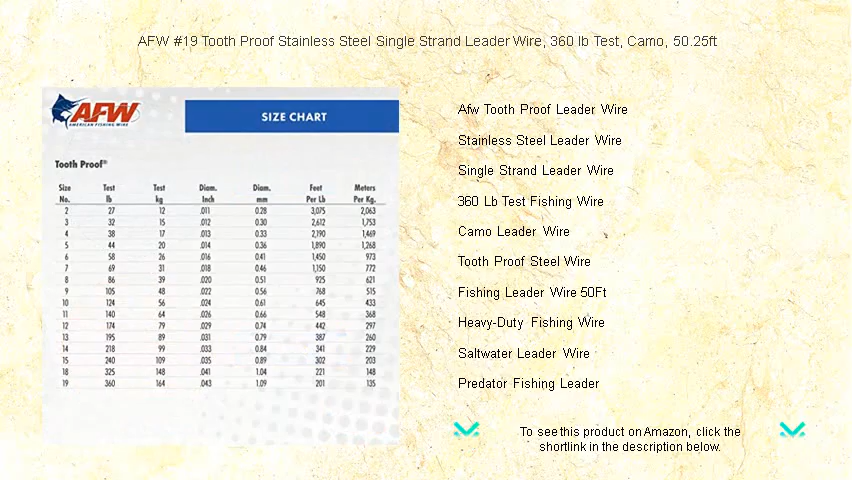 AFW #19 Tooth Proof Stainless Steel Single Strand Leader Wire, 360 lb Test, Camo, 50.25ft
AFW
AMERICAN FISHING WIRE
SIZE CHART
Tooth Proof®
Size Test Test Diam. Diam. Feet Meters
No. lb kg Inch mm Per Lb Per Kg.
2 27 12 .011 0.28 3,075 2,063
3 32 15 .012 0.30 2,612 1,753
4 38 17 .013 0.33 2,190 1,469
5 44 20 .014 0.36 1,890 1,268
6 58 26 .016 0.41 1,450 973
7 69 31 .018 0.46 1,150 772
8 86 39 .020 0.51 925 621
9 105 48 .022 0.56 768 515
10 124 56 .024 0.61 645 433
11 140 64 .026 0.66 548 368
12 174 79 .029 0.74 442 297
13 195 89 .031 0.79 387 260
14 218 99 .033 0.84 341 229
15 240 109 .035 0.89 302 203
18 325 148 .041 1.04 221 148
19 360 164 .043 1.09 201 135
Afw Tooth Proof Leader Wire
Stainless Steel Leader Wire
Single Strand Leader Wire
360 Lb Test Fishing Wire
Camo Leader Wire
Tooth Proof Steel Wire
Fishing Leader Wire 50Ft
Heavy-Duty Fishing Wire
Saltwater Leader Wire
Predator Fishing Leader
To see this product on Amazon, click the
shortlink in the description below.